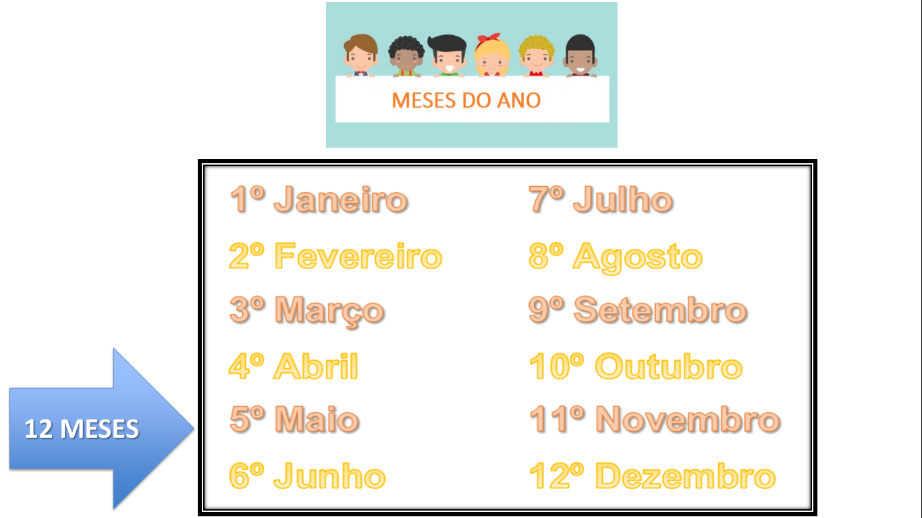 MESES DO ANO
1º Janeiro
2º Fevereiro
3º Março
4º Abril
5º Maio
6º Junho
7º Julho
8º Agosto
9º Setembro
10º Outubro
11º Novembro
12º Dezembro
12 MESES